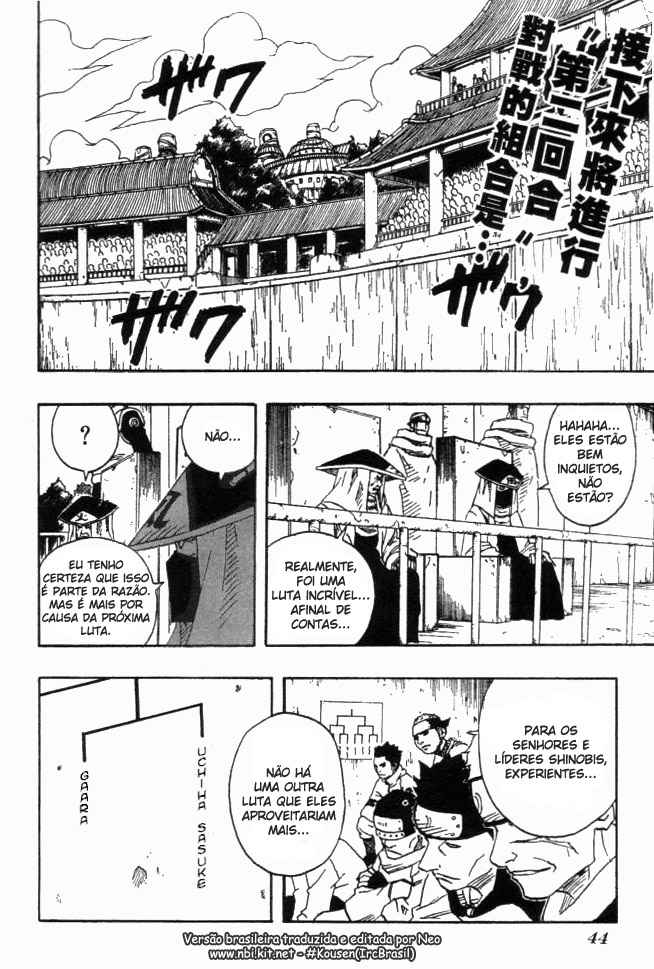 接下來將進行
“第二回合”
對戰的組合是…
ザワ
ザワ
ザワ
HAHAHA...
ELES ESTÃO
BEM
INQUIETOS,
NÃO
ESTÃO?
REALMENTE,
FOI UMA
LUTA INCRÍVEL...
AFINAL DE
CONTAS...
NÃO...
?
EU TENHO
CERTEZA QUE ISSO
É PARTE DA RAZÃO.
MAS É MAIS POR
CAUSA DA PRÓXIMA
LUTA.
PARA OS
SENHORES E
LÍDERES SHINOBIS,
EXPERIENTES...
NÃO HÁ
UMA OUTRA
LUTA QUE ELES
APROVEITARIAM
MAIS...
UCHIHA SASUKE
GAARA
44
Versão brasileira traduzida e editada por Neo
www.nbi.kit.net - #Kousen(IrcBrasil)